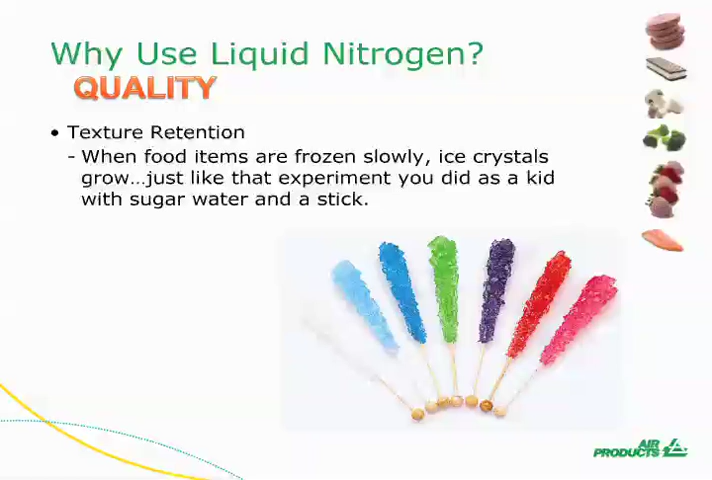 Why Use Liquid Nitrogen?
QUALITY
• Texture Retention
- When food items are frozen slowly, ice crystals
grow…just like that experiment you did as a kid
with sugar water and a stick.
AIR
PRODUCTS